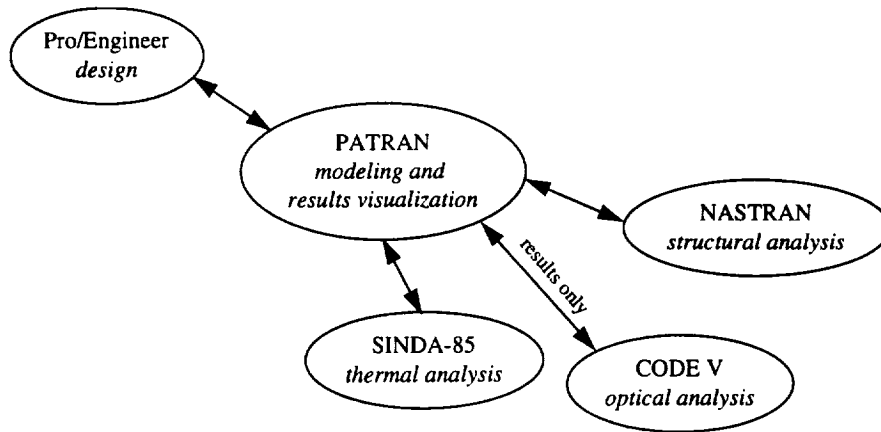 Pro/Engineer
design
PATRAN
modeling and
results visualization
NASTRAN
structural analysis
results only
SINDA-85
thermal analysis
CODE V
optical analysis